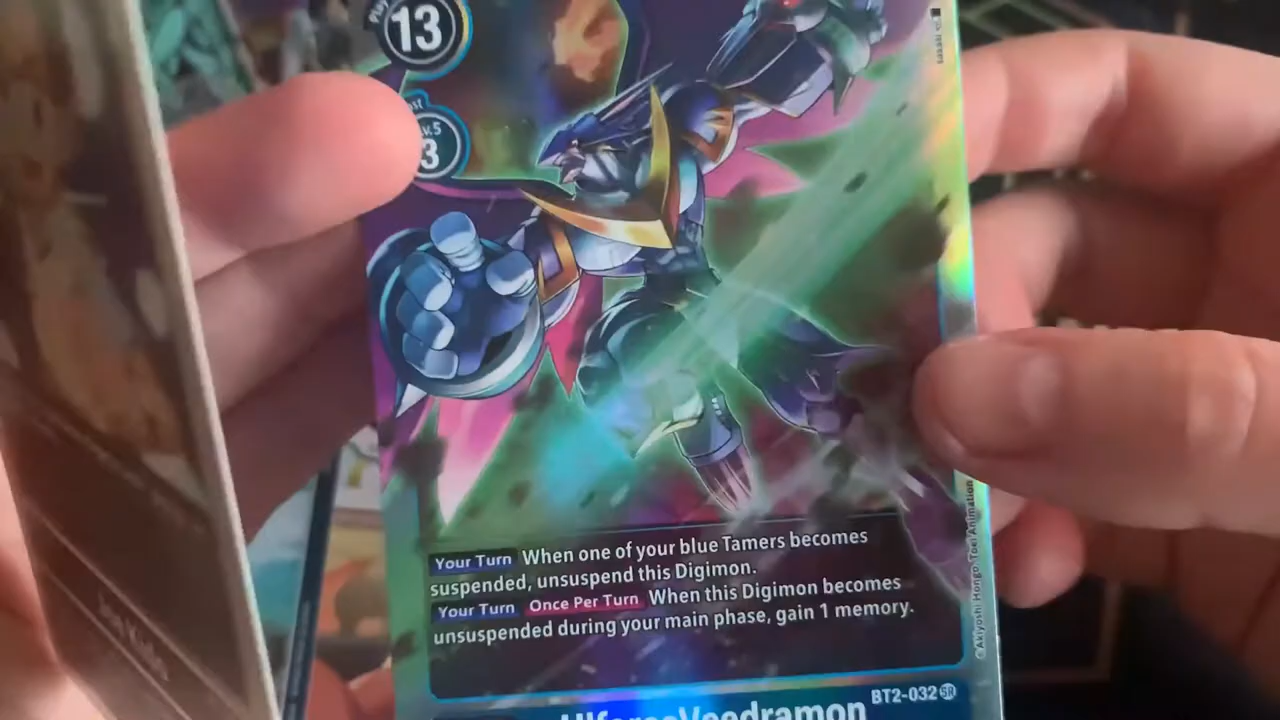 13
Lv.5
3
Your Turn When one of your blue Tamers becomes
suspended, unsuspend this Digimon.
Your Turn Once Per Turn When this Digimon becomes
unsuspended during your main phase, gain 1 memory.
©Akiyoshi Hongo, Toei Animation
BT2-032 SR
UlforceVeedramon